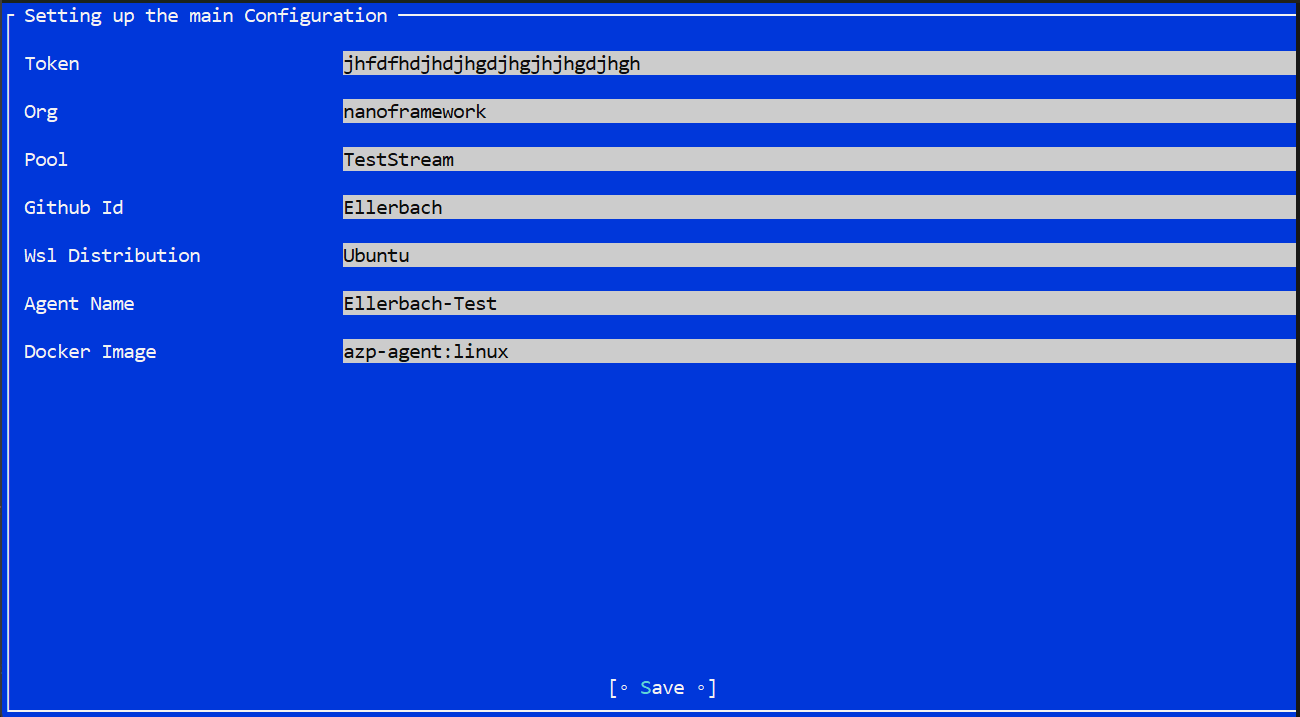 Setting up the main Configuration
Token jhfdfhdjhdjhgdjhgjhjhgdjhgh
Org nanoframework
Pool TestStream
Github Id Ellerbach
Wsl Distribution Ubuntu
Agent Name Ellerbach-Test
Docker Image azp-agent:linux
[◦ Save ◦]